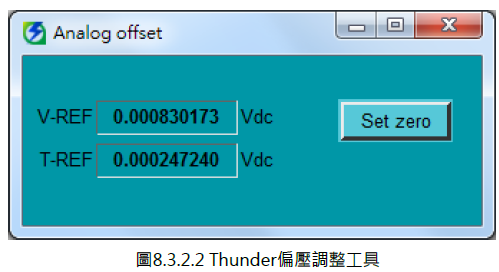 Analog offset
V-REF 0.000830173 Vdc
Set zero
T-REF 0.000247240 Vdc
圖8.3.2.2 Thunder偏壓調整工具